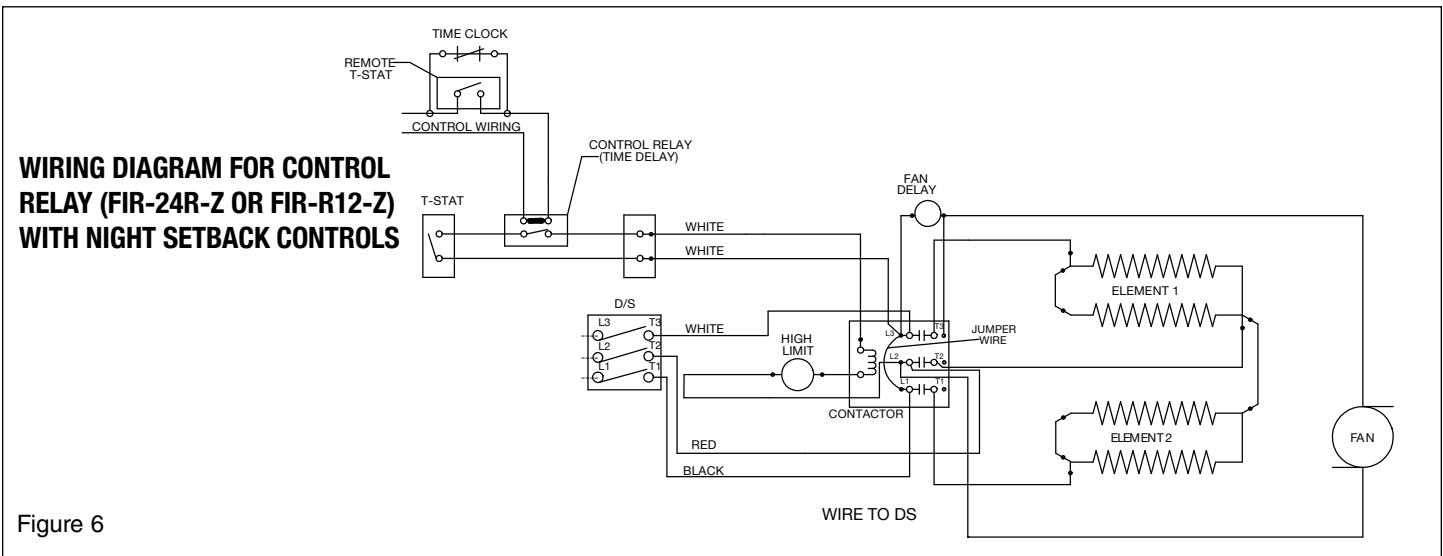 TIME CLOCK
REMOTE
T-STAT
CONTROL WIRING
CONTROL RELAY
(TIME DELAY)
WIRING DIAGRAM FOR CONTROL
RELAY (FIR-24R-Z OR FIR-R12-Z)
WITH NIGHT SETBACK CONTROLS
T-STAT
WHITE
WHITE
FAN
DELAY
ELEMENT 1
D/S
L3 T3
L2 T2
L1 T1
WHITE
HIGH
LIMIT
L3 T3
L2 T2
L1 T1
JUMPER
WIRE
CONTACTOR
ELEMENT 2
FAN
RED
BLACK
WIRE TO DS
Figure 6